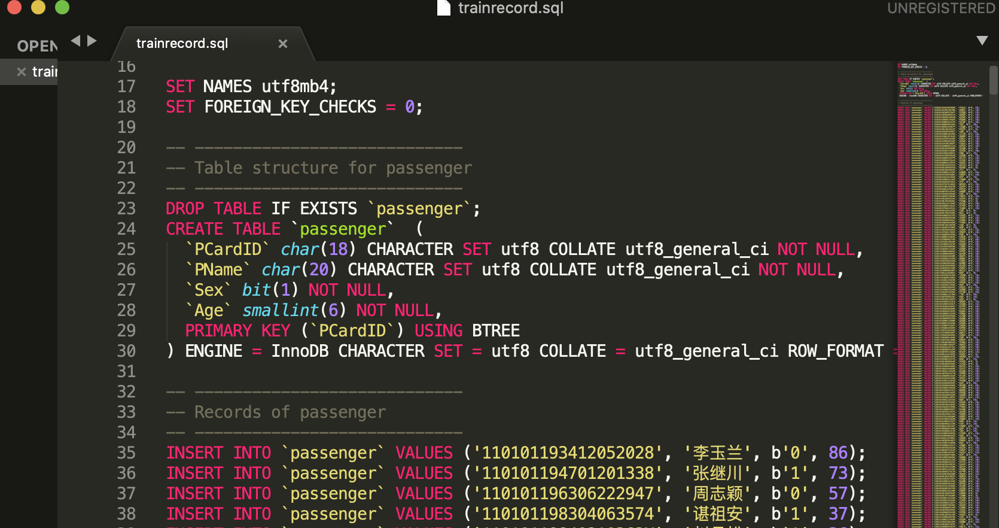 trainrecord.sql
UNREGISTERED
OPEN
trainrecord.sql
trai
16
17 SET NAMES utf8mb4;
18 SET FOREIGN_KEY_CHECKS = 0;
19
20 -- ----------------------------
21 -- Table structure for passenger
22 -- ----------------------------
23 DROP TABLE IF EXISTS `passenger`;
24 CREATE TABLE `passenger`  (
25   `PCardID` char(18) CHARACTER SET utf8 COLLATE utf8_general_ci NOT NULL,
26   `PName` char(20) CHARACTER SET utf8 COLLATE utf8_general_ci NOT NULL,
27   `Sex` bit(1) NOT NULL,
28   `Age` smallint(6) NOT NULL,
29   PRIMARY KEY (`PCardID`) USING BTREE
30 ) ENGINE = InnoDB CHARACTER SET = utf8 COLLATE = utf8_general_ci ROW_FORMAT =
31
32 -- ----------------------------
33 -- Records of passenger
34 -- ----------------------------
35 INSERT INTO `passenger` VALUES ('110101193412052028', '李玉兰', b'0', 86);
36 INSERT INTO `passenger` VALUES ('110101194701201338', '张继川', b'1', 73);
37 INSERT INTO `passenger` VALUES ('110101196306222947', '周志颖', b'0', 57);
38 INSERT INTO `passenger` VALUES ('110101198304063574', '谌祖安', b'1', 37);